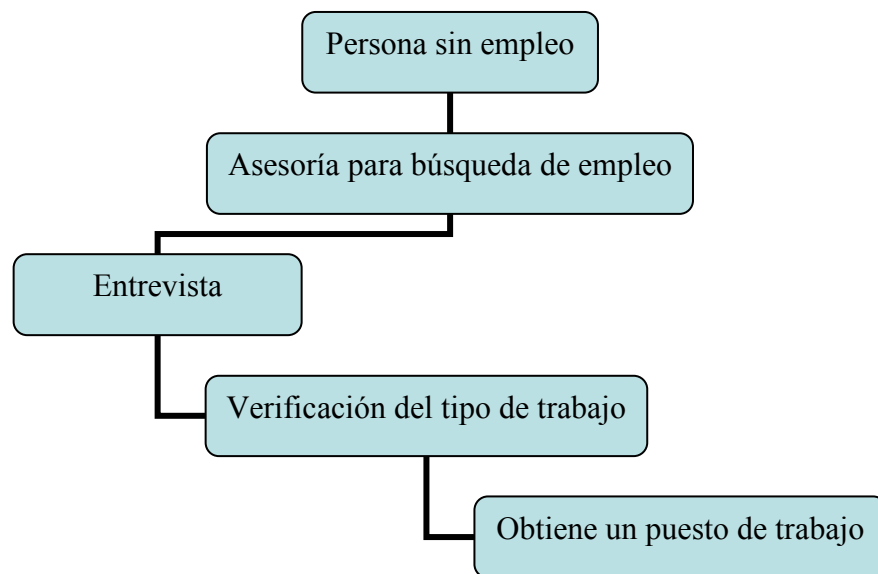 Persona sin empleo
Asesoría para búsqueda de empleo
Entrevista
Verificación del tipo de trabajo
Obtiene un puesto de trabajo